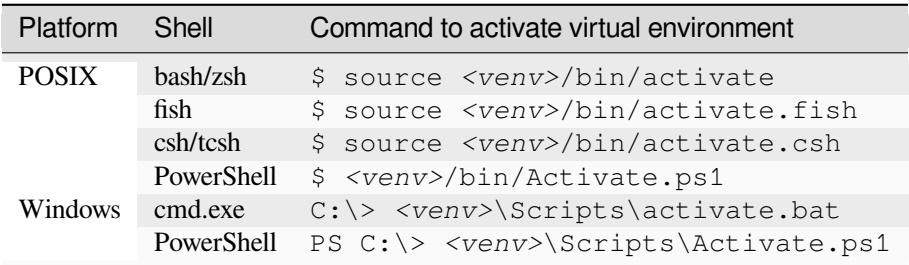 Platform Shell Command to activate virtual environment
POSIX bash/zsh $ source <venv>/bin/activate
fish $ source <venv>/bin/activate.fish
csh/tcsh $ source <venv>/bin/activate.csh
PowerShell $ <venv>/bin/Activate.ps1
Windows cmd.exe C:\> <venv>\Scripts\activate.bat
PowerShell PS C:\> <venv>\Scripts\Activate.ps1